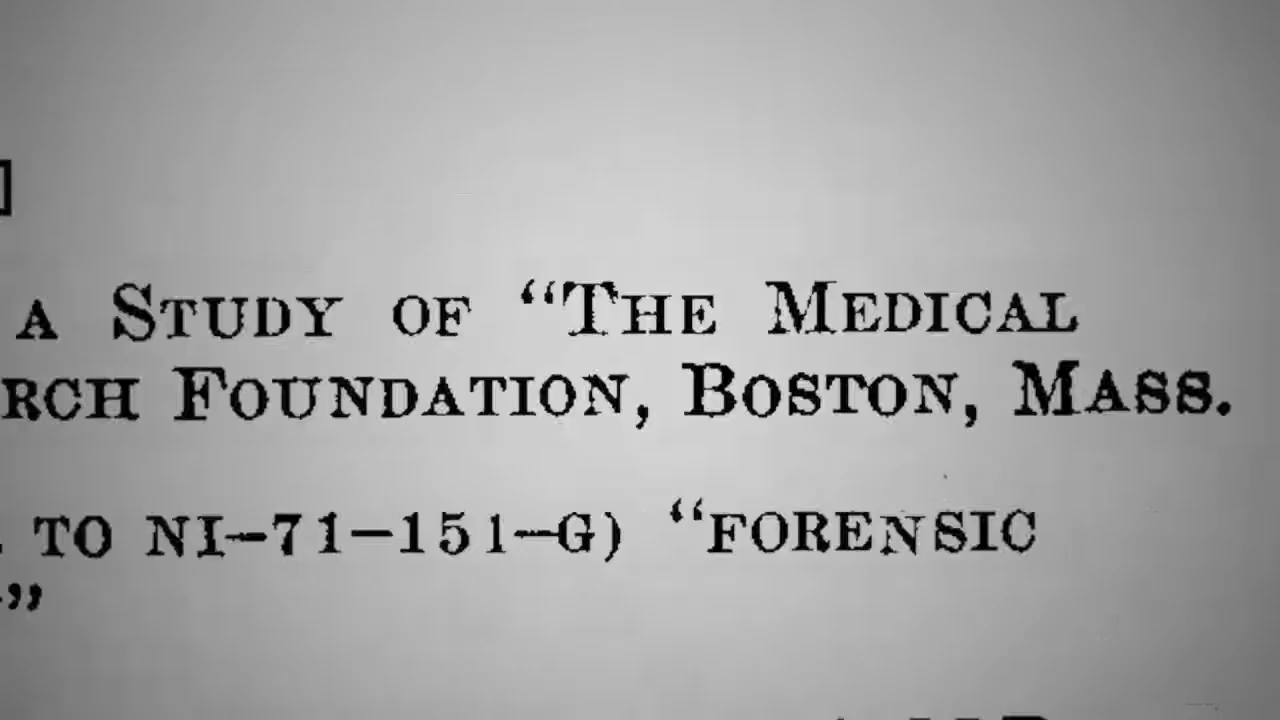 ]
A STUDY OF “THE MEDICAL
RCH FOUNDATION, BOSTON, MASS.
. TO NI—71—151—G) “FORENSIC
.”